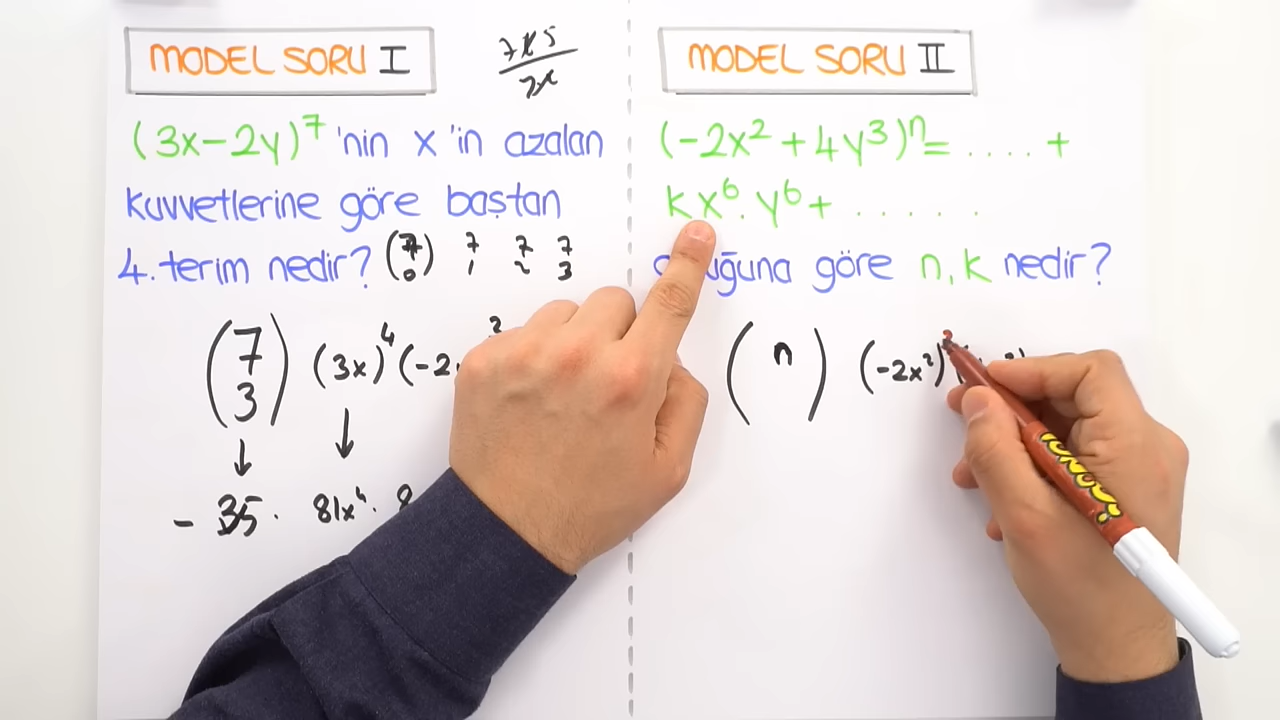 MODEL SORU I
7x5
2x
(3x-2y)⁷ 'nin x 'in azalan
kuvvetlerine göre baştan
4. terim nedir? (7 0) 7 1 7 2 7 3
(7 3) (3x)⁴ (-2
- 35. 81x⁴. 8
MODEL SORU II
(-2x² + 4y³)ⁿ = .... +
kx⁶. y⁶ + . . . . . .
göre n, k nedir?
( n ) (-2x²)